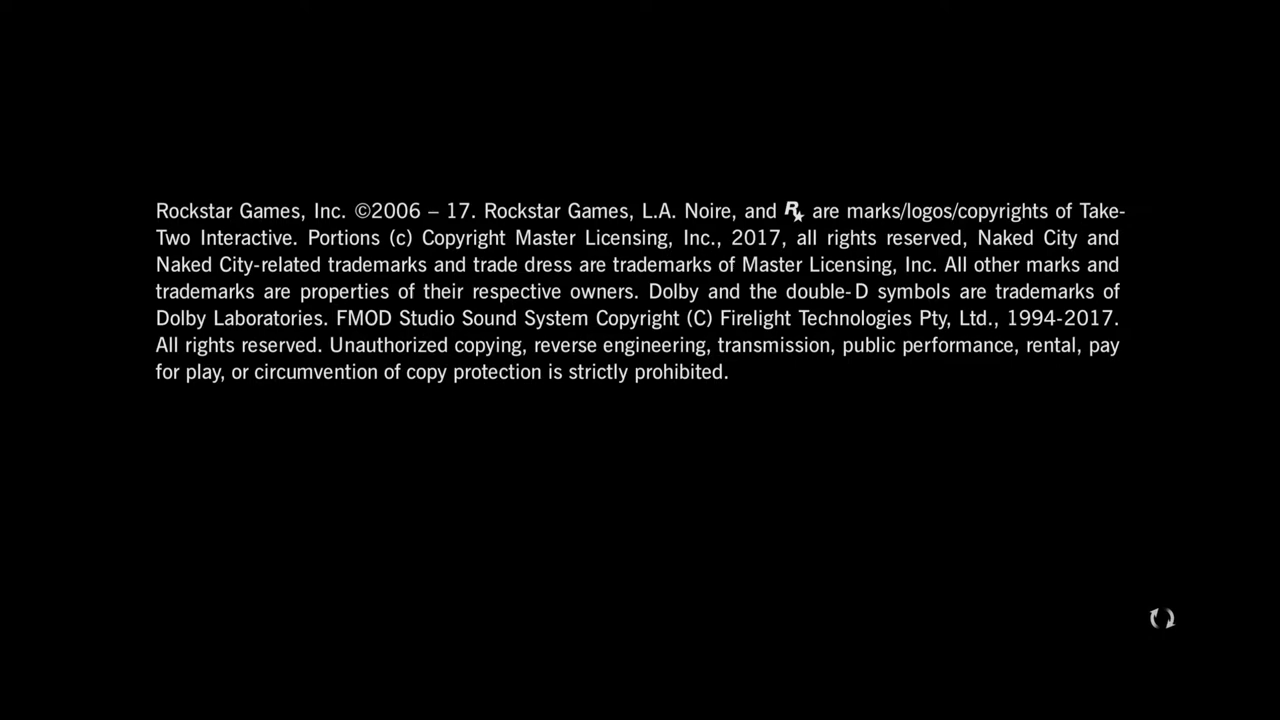 Rockstar Games, Inc. ©2006 – 17. Rockstar Games, L.A. Noire, and R★ are marks/logos/copyrights of Take-
Two Interactive. Portions (c) Copyright Master Licensing, Inc., 2017, all rights reserved, Naked City and
Naked City-related trademarks and trade dress are trademarks of Master Licensing, Inc. All other marks and
trademarks are properties of their respective owners. Dolby and the double-D symbols are trademarks of
Dolby Laboratories. FMOD Studio Sound System Copyright (C) Firelight Technologies Pty, Ltd., 1994-2017.
All rights reserved. Unauthorized copying, reverse engineering, transmission, public performance, rental, pay
for play, or circumvention of copy protection is strictly prohibited.